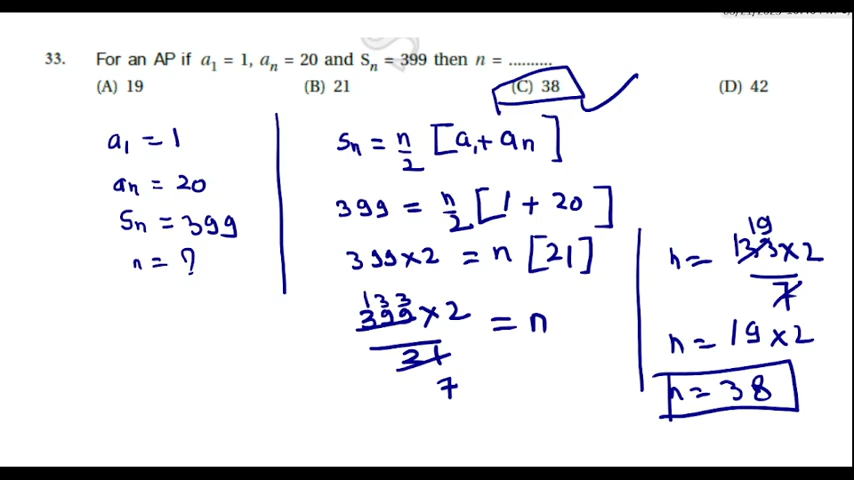 33. For an AP if a₁ = 1, aₙ = 20 and Sₙ = 399 then n = ..........
(A) 19 (B) 21 (C) 38 (D) 42
a₁ = 1
aₙ = 20
Sₙ = 399
n = ?
Sₙ = n/2 [a₁ + aₙ]
399 = n/2 [1 + 20]
399 × 2 = n [21]
133
399 × 2 / 21 = n
7
19
n = 133 × 2 / 7
n = 19 × 2
n = 38